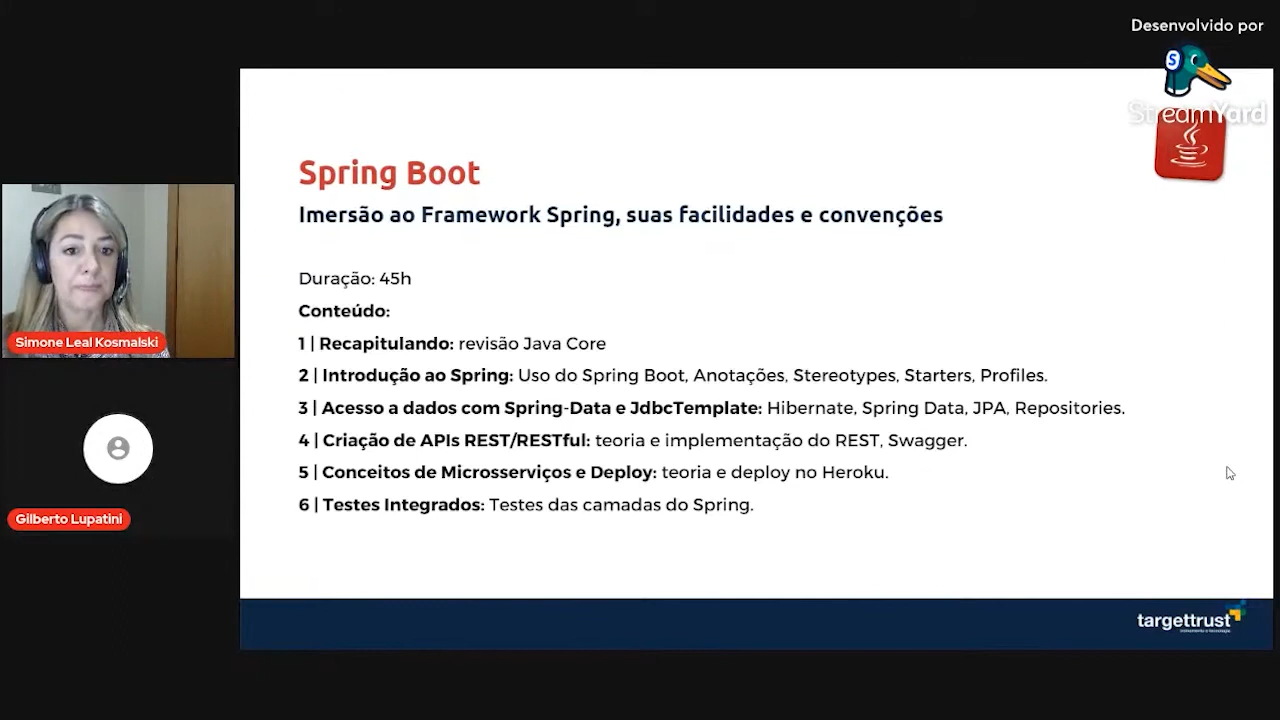 Desenvolvido por
StreamYard
Spring Boot
Imersão ao Framework Spring, suas facilidades e convenções
Duração: 45h
Conteúdo:
1 | Recapitulando: revisão Java Core
2 | Introdução ao Spring: Uso do Spring Boot, Anotações, Stereotypes, Starters, Profiles.
3 | Acesso a dados com Spring-Data e JdbcTemplate: Hibernate, Spring Data, JPA, Repositories.
4 | Criação de APIs REST/RESTful: teoria e implementação do REST, Swagger.
5 | Conceitos de Microsserviços e Deploy: teoria e deploy no Heroku.
6 | Testes Integrados: Testes das camadas do Spring.
Simone Leal Kosmalski
Gilberto Lupatini
targettrust